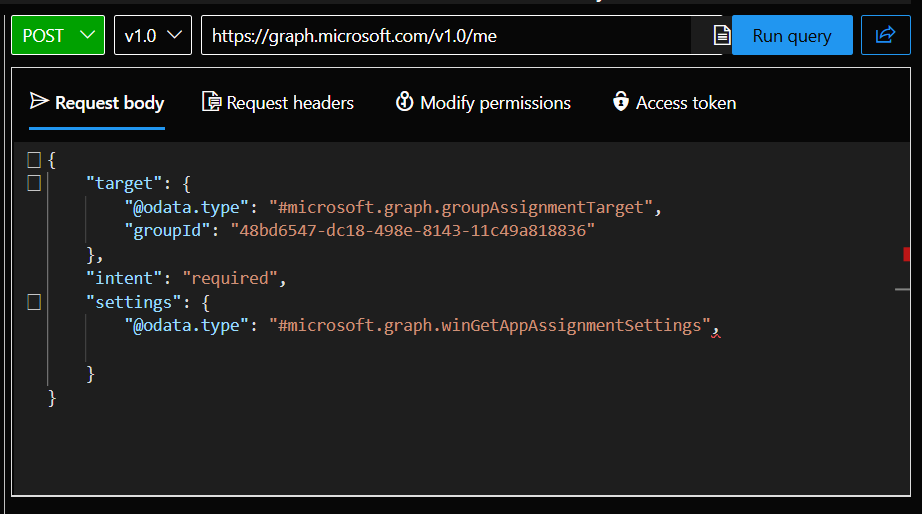 POST v1.0 https://graph.microsoft.com/v1.0/me Run query
Request body Request headers Modify permissions Access token
{
"target": {
"@odata.type": "#microsoft.graph.groupAssignmentTarget",
"groupId": "48bd6547-dc18-498e-8143-11c49a818836"
},
"intent": "required",
"settings": {
"@odata.type": "#microsoft.graph.winGetAppAssignmentSettings",
}
}